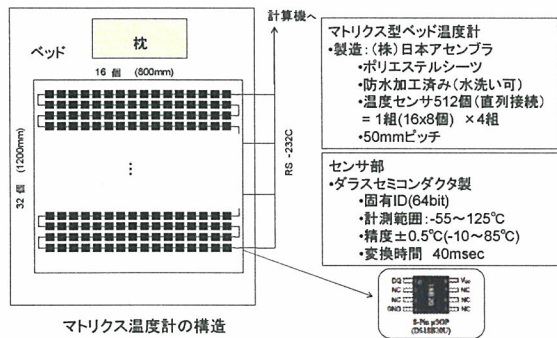 計算機へ
ベッド
枕
16 個 (800mm)
32 個 (1200mm)
RS-232C
⋮
マトリクス温度計の構造
マトリクス型ベッド温度計
•製造:(株)日本アセンブラ
•ポリエステルシーツ
•防水加工済み(水洗い可)
•温度センサ512個(直列接続)
= 1組(16x8個) ×4組
•50mmピッチ
センサ部
•ダラスセミコンダクタ製
•固有ID(64bit)
•計測範囲:-55~125℃
•精度±0.5℃(-10~85℃)
•変換時間 40msec
DQ
NC
NC
GND
VDD
NC
NC
NC
8-Pin µSOP
(DS18B20U)